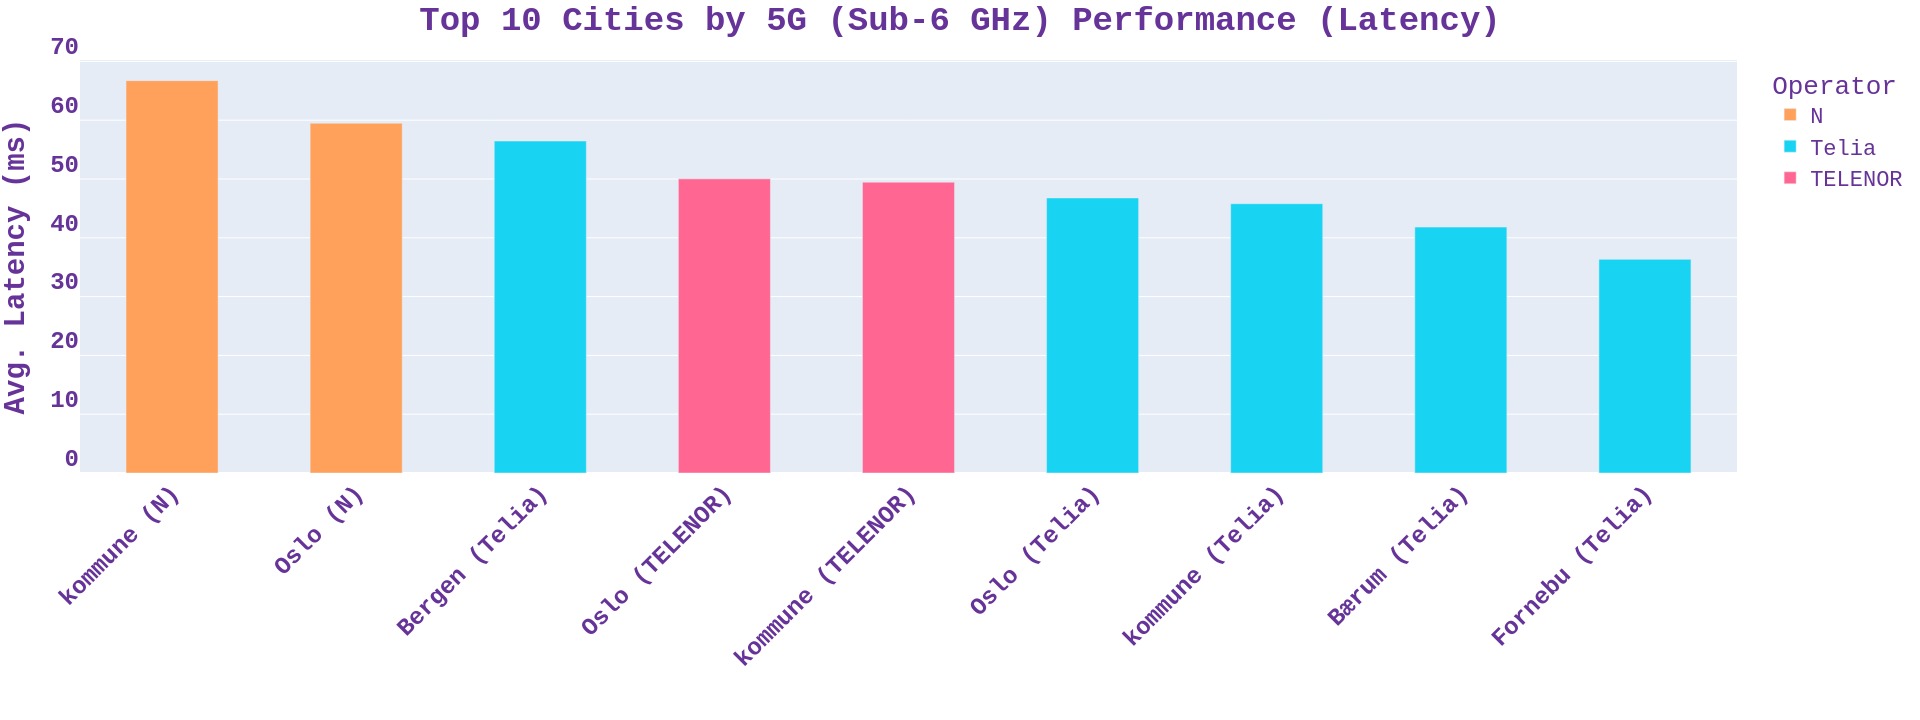 Top 10 Cities by 5G (Sub-6 GHz) Performance (Latency)
Avg. Latency (ms)
70
60
50
40
30
20
10
0
kommune (N)
Oslo (N)
Bergen (Telia)
Oslo (TELENOR)
kommune (TELENOR)
Oslo (Telia)
kommune (Telia)
Bærum (Telia)
Fornebu (Telia)
Operator
N
Telia
TELENOR